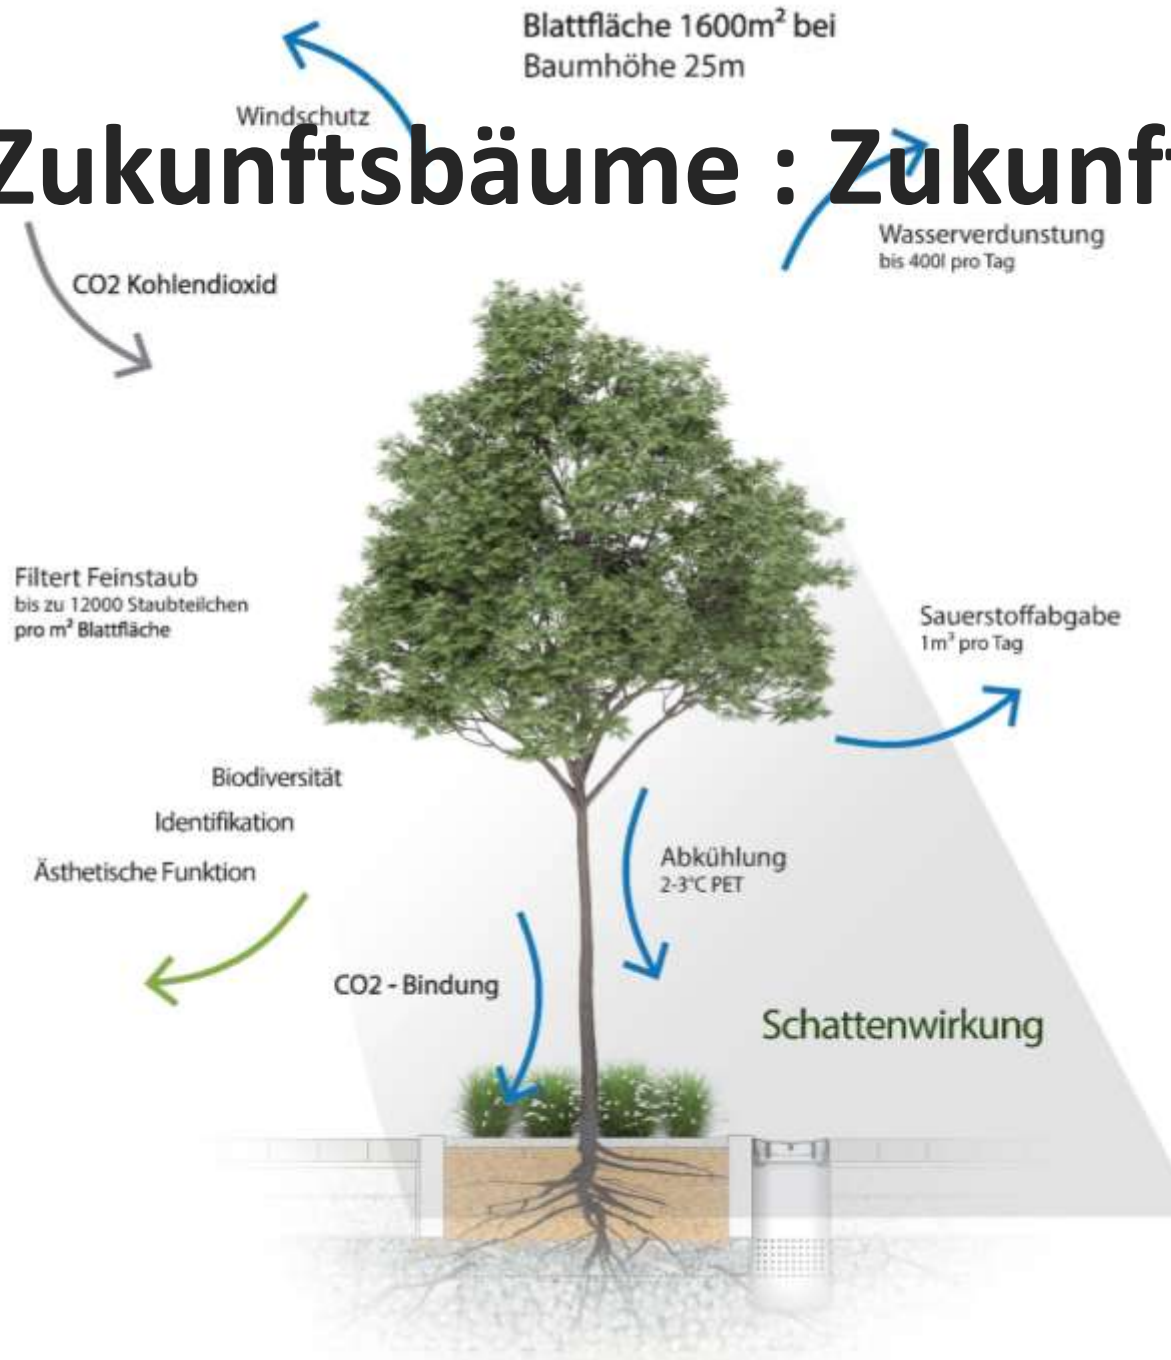 Blattfläche 1600m² bei
Baumhöhe 25m
Windschutz
Zukunftsbäume : Zukunft
Wasserverdunstung
bis 400l pro Tag
CO2 Kohlendioxid
Filtert Feinstaub
bis zu 12000 Staubteilchen
pro m² Blattfläche
Sauerstoffabgabe
1m³ pro Tag
Biodiversität
Identifikation
Ästhetische Funktion
Abkühlung
2-3°C PET
CO2 - Bindung
Schattenwirkung